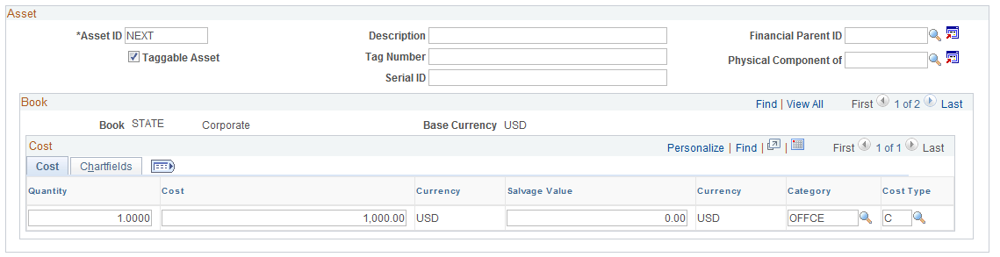 Asset
*Asset ID NEXT Description Financial Parent ID
Taggable Asset Tag Number Physical Component of
Serial ID
Book Find | View All First 1 of 2 Last
Book STATE Corporate Base Currency USD
Cost Personalize | Find | | First 1 of 1 Last
Cost Chartfields
Quantity Cost Currency Salvage Value Currency Category Cost Type
1.0000 1,000.00 USD 0.00 USD OFFCE C